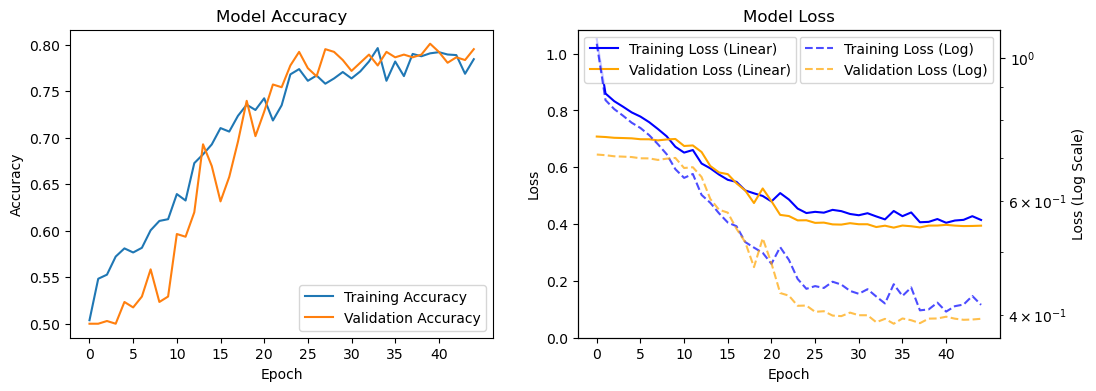 Model Accuracy
Accuracy
0.80
0.75
0.70
0.65
0.60
0.55
0.50
0
5
10
15
20
25
30
35
40
Epoch
Training Accuracy
Validation Accuracy
Model Loss
Training Loss (Linear)
Validation Loss (Linear)
Training Loss (Log)
Validation Loss (Log)
Loss
1.0
0.8
0.6
0.4
0.2
0.0
0
5
10
15
20
25
30
35
40
Epoch
10⁰
6 × 10⁻¹
4 × 10⁻¹
Loss (Log Scale)